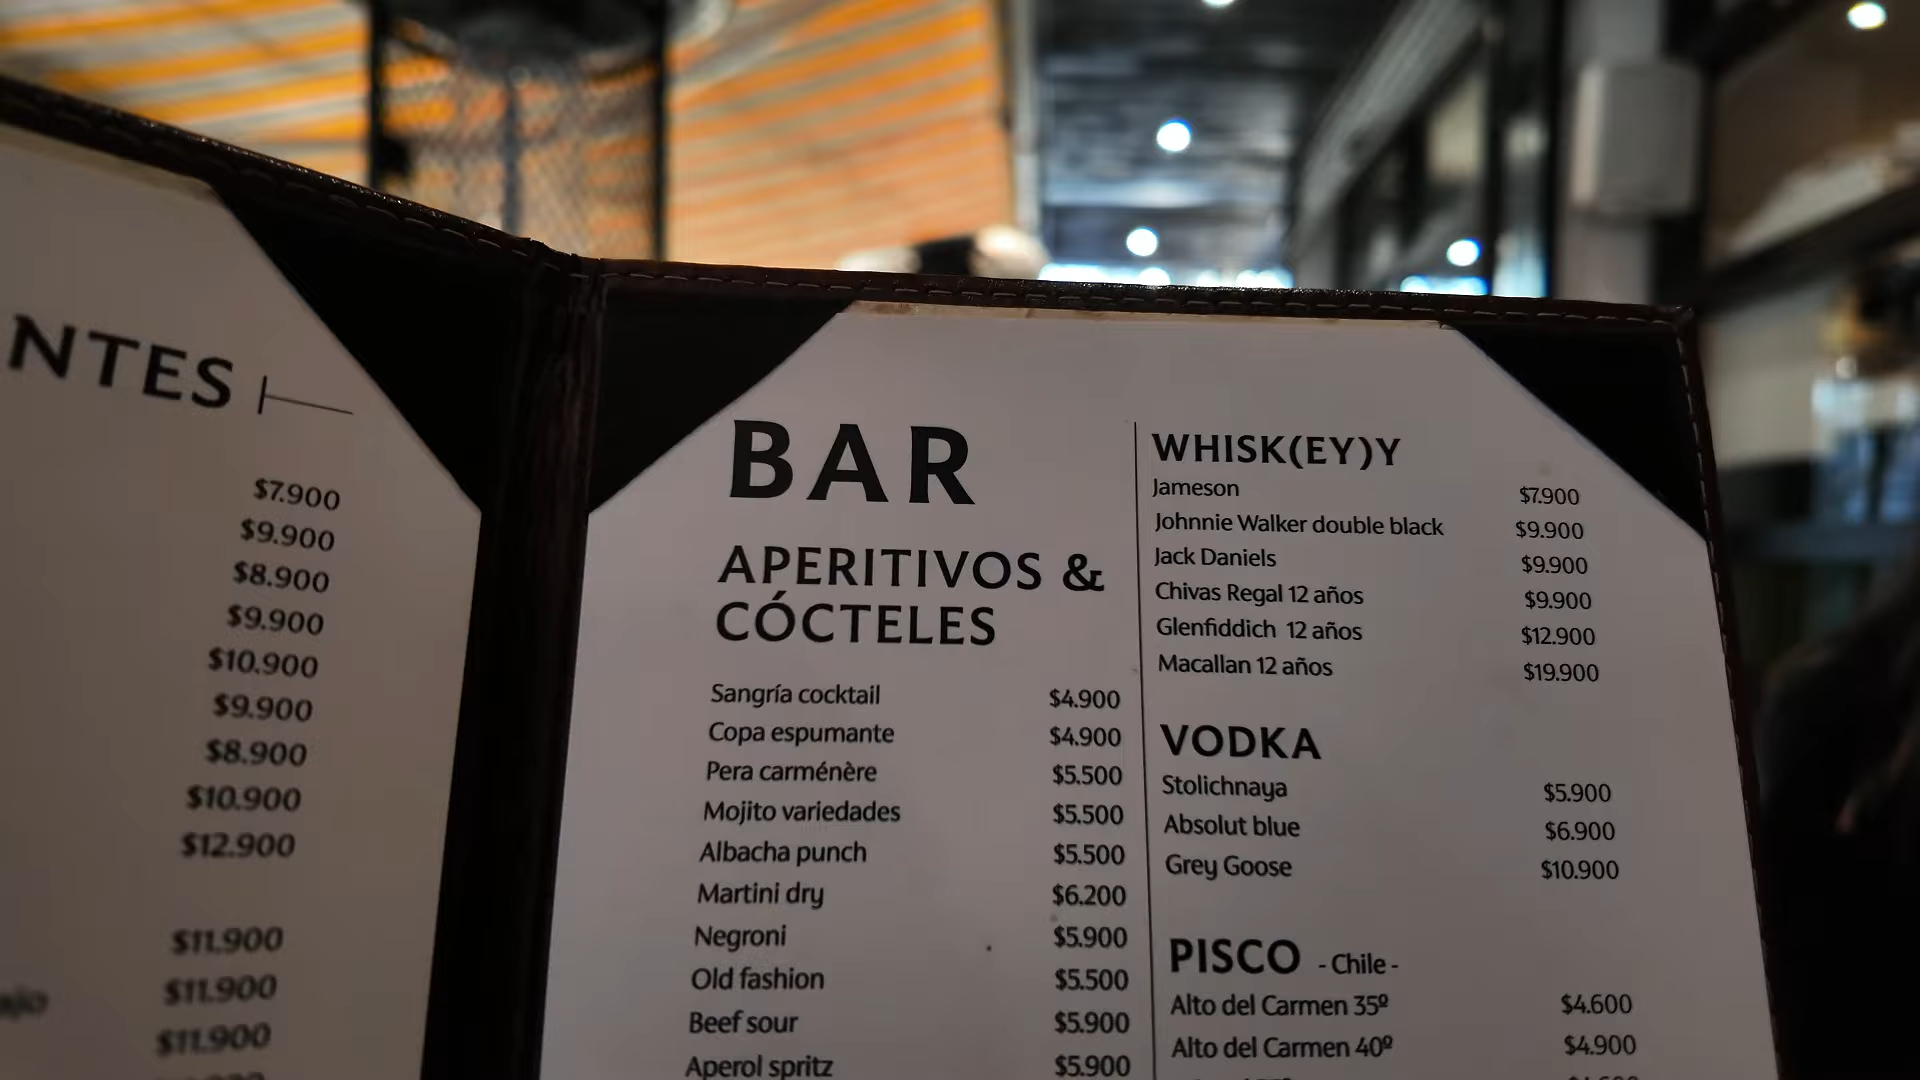 NTES
$7.900
$9.900
$8.900
$9.900
$10.900
$9.900
$8.900
$10.900
$12.900
$11.900
ajo $11.900
$11.900
BAR
APERITIVOS &
CÓCTELES
Sangría cocktail $4.900
Copa espumante $4.900
Pera carménère $5.500
Mojito variedades $5.500
Albacha punch $5.500
Martini dry $6.200
Negroni $5.900
Old fashion $5.500
Beef sour $5.900
Aperol spritz $5.900
WHISK(EY)Y
Jameson $7.900
Johnnie Walker double black $9.900
Jack Daniels $9.900
Chivas Regal 12 años $9.900
Glenfiddich 12 años $12.900
Macallan 12 años $19.900
VODKA
Stolichnaya $5.900
Absolut blue $6.900
Grey Goose $10.900
PISCO - Chile -
Alto del Carmen 35º $4.600
Alto del Carmen 40º $4.900